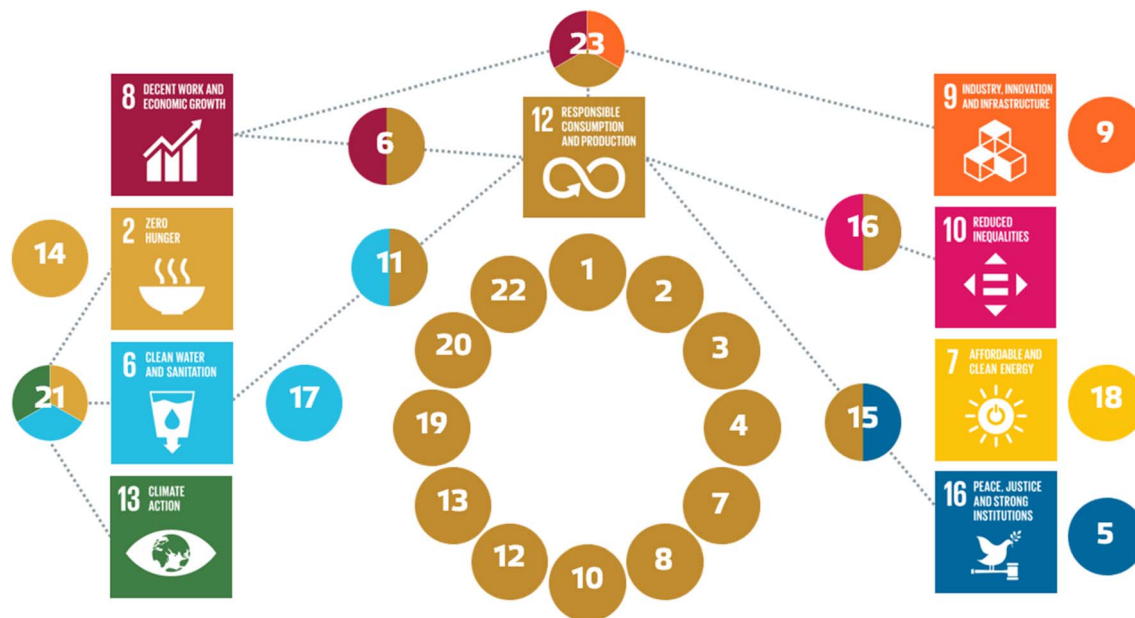 23
8 DECENT WORK AND
ECONOMIC GROWTH
6
12 RESPONSIBLE
CONSUMPTION
AND PRODUCTION
9 INDUSTRY, INNOVATION
AND INFRASTRUCTURE
9
14
2 ZERO
HUNGER
11
16
10 REDUCED
INEQUALITIES
1
22
2
20
3
21
6 CLEAN WATER
AND SANITATION
17
19
4
15
7 AFFORDABLE AND
CLEAN ENERGY
18
13 CLIMATE
ACTION
13
7
12
10
8
16 PEACE, JUSTICE
AND STRONG
INSTITUTIONS
5